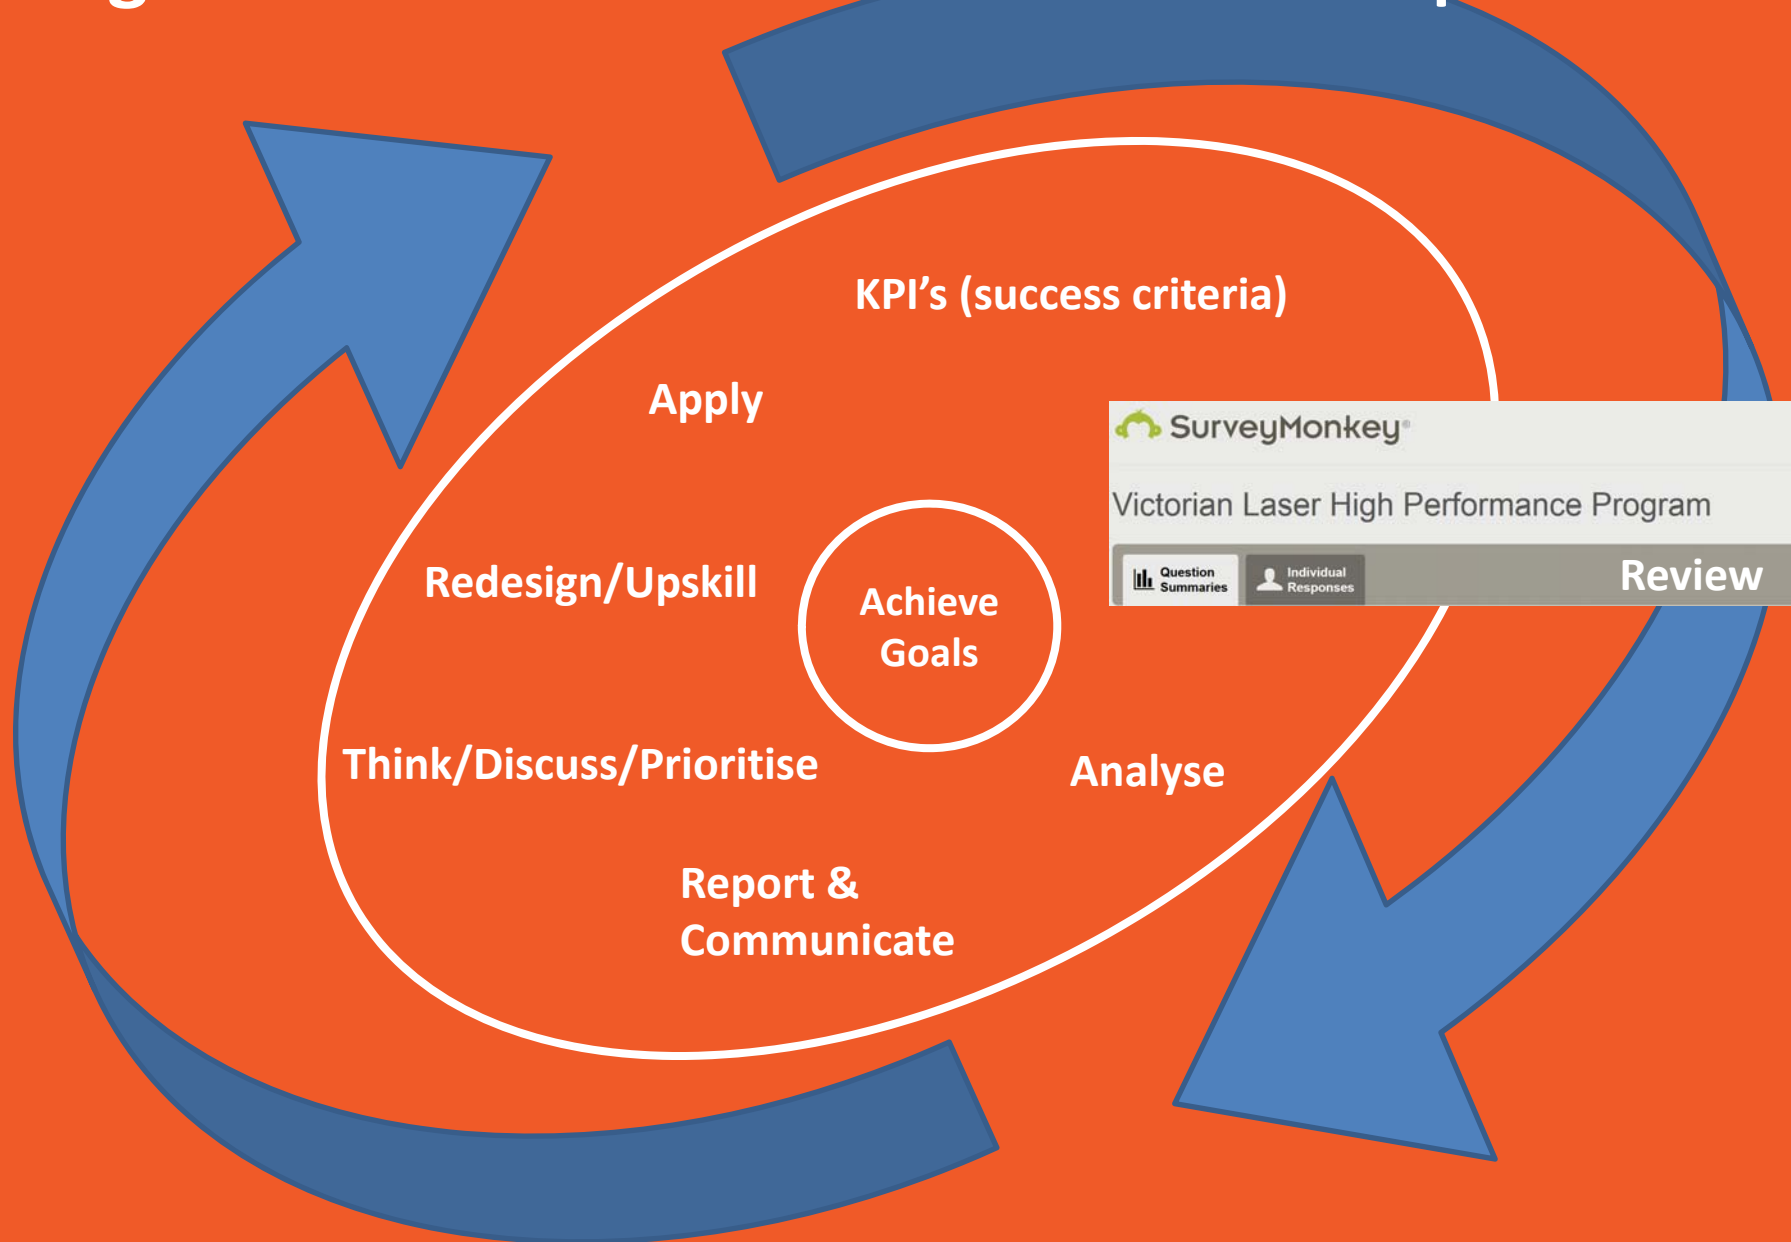 KPI’s (success criteria)
Apply
SurveyMonkey®
Victorian Laser High Performance Program
Question
Summaries
Individual
Responses
Review
Redesign/Upskill
Achieve
Goals
Think/Discuss/Prioritise
Analyse
Report &
Communicate